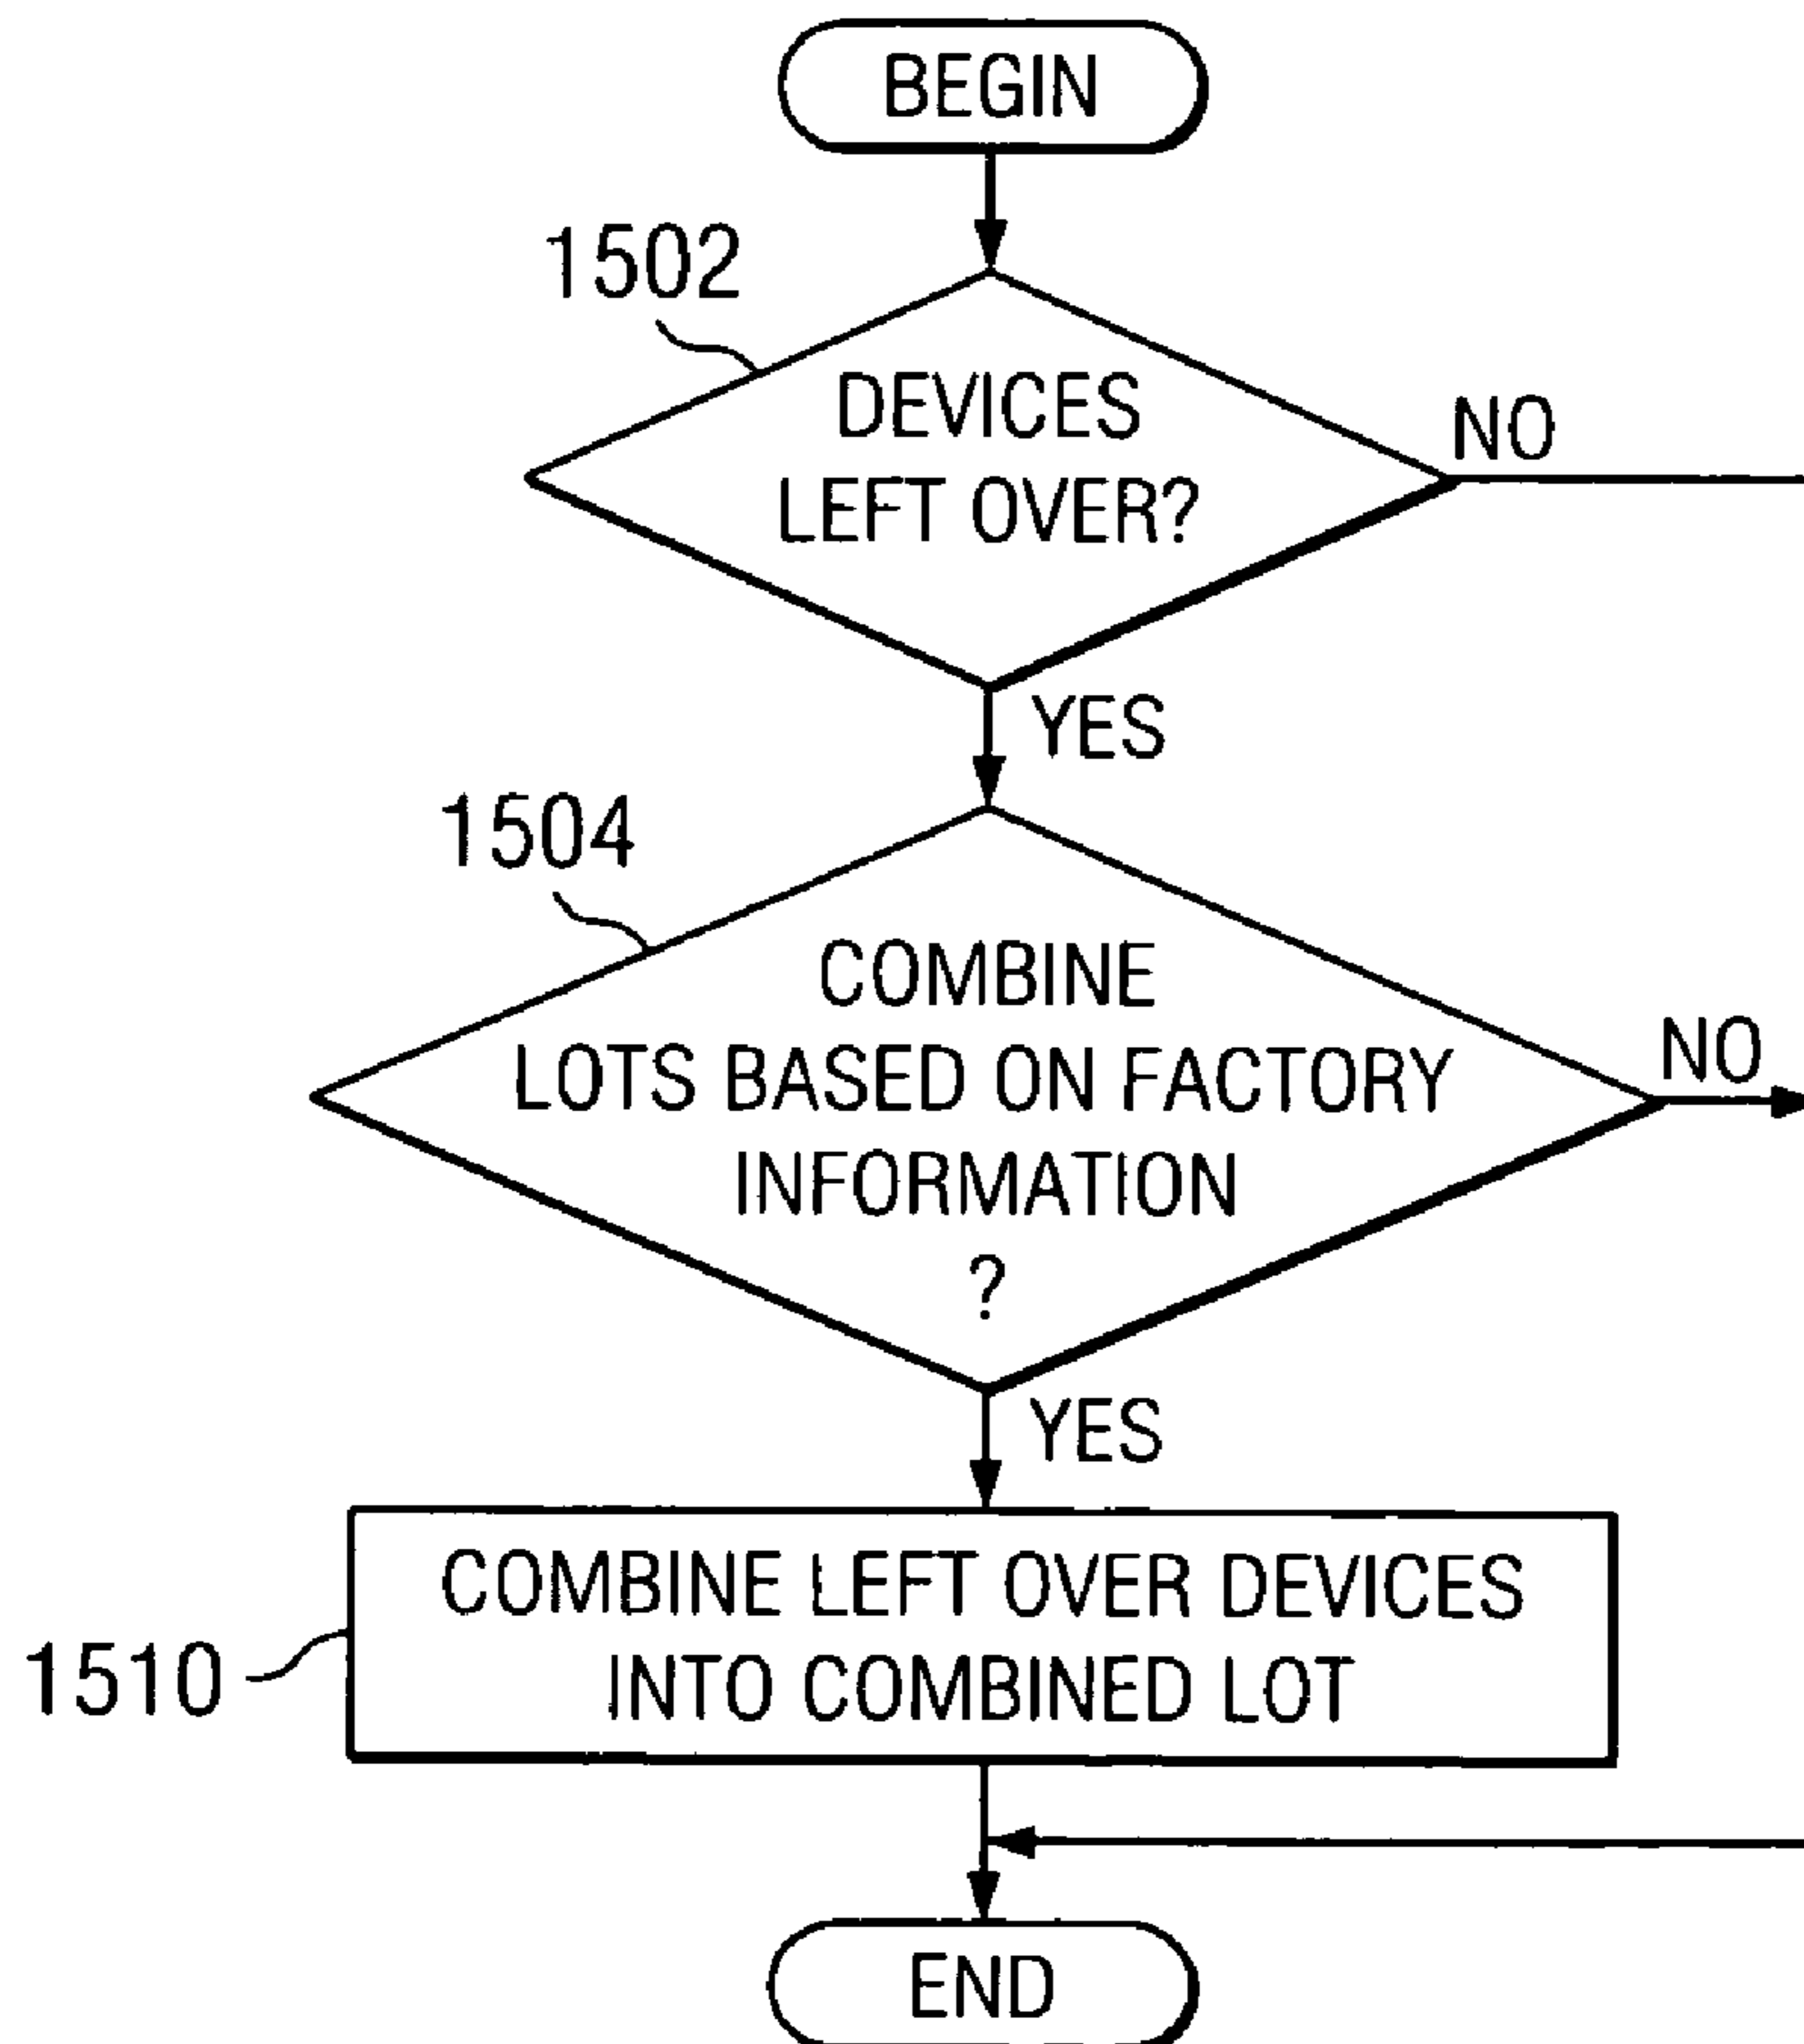 BEGIN
1502
DEVICES
LEFT OVER?
NO
YES
1504
COMBINE
LOTS BASED ON FACTORY
INFORMATION
?
NO
YES
1510
COMBINE LEFT OVER DEVICES
INTO COMBINED LOT
END